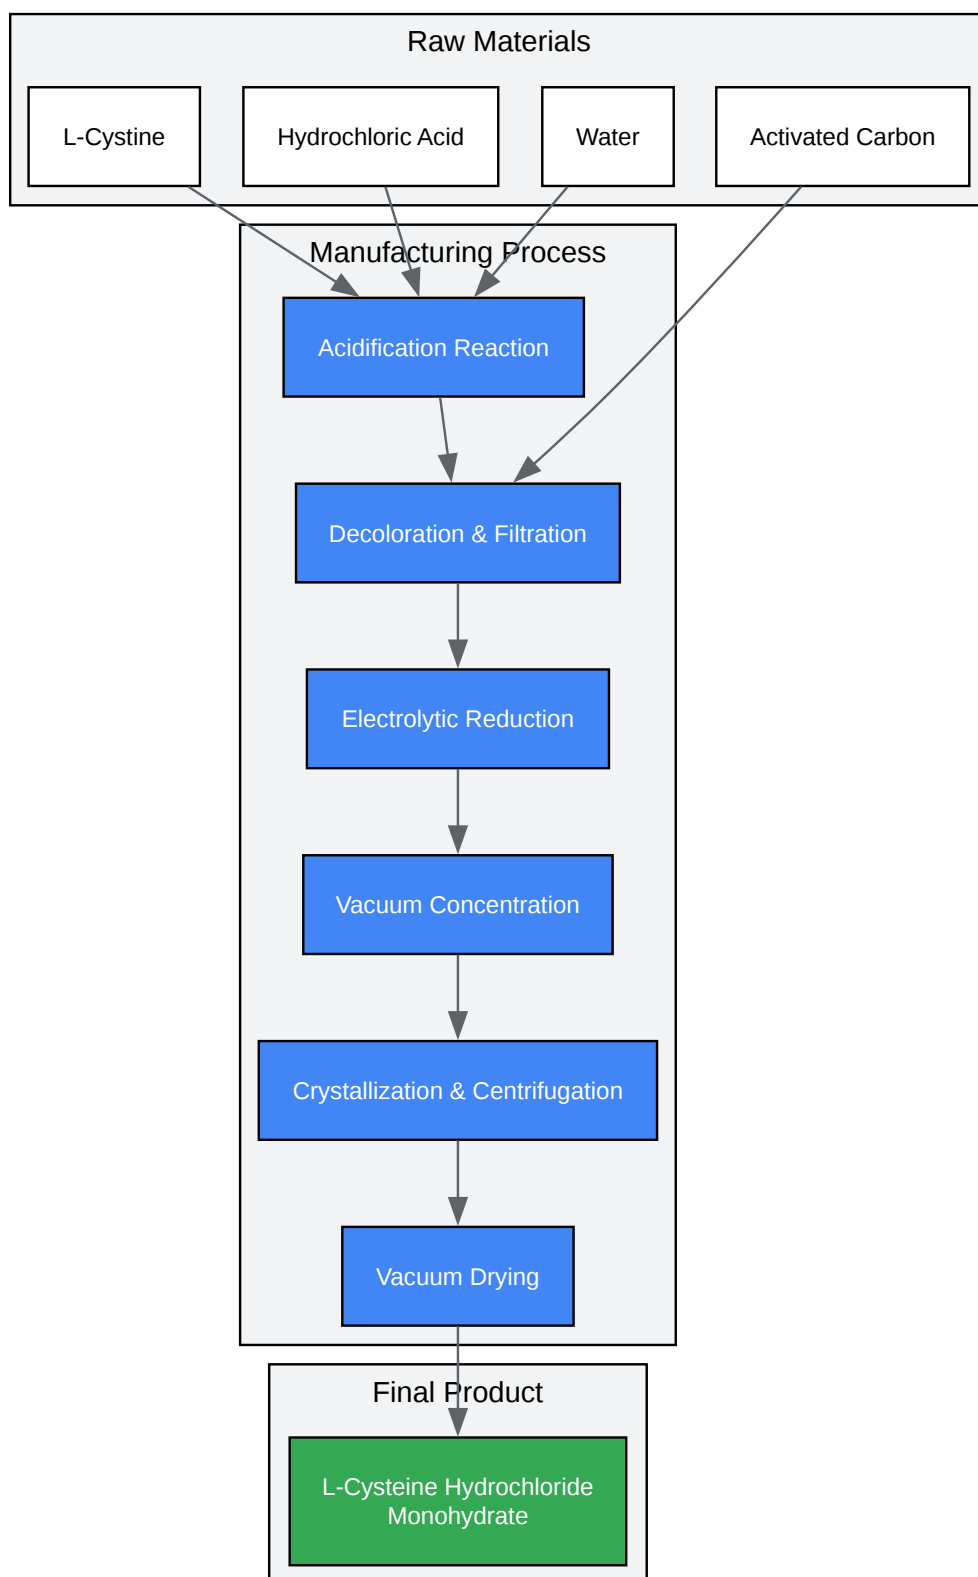 Raw Materials
L-Cystine
Hydrochloric Acid
Water
Activated Carbon
Manufacturing Process
Acidification Reaction
Decoloration & Filtration
Electrolytic Reduction
Vacuum Concentration
Crystallization & Centrifugation
Vacuum Drying
Final Product
L-Cysteine Hydrochloride
Monohydrate